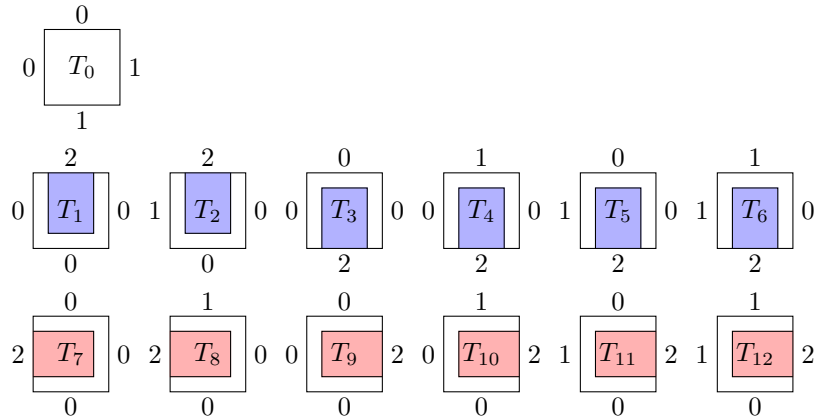 0
0 T₀ 1
1
2 2 0 1 0 1
0 T₁ 0 1 T₂ 0 0 T₃ 0 0 T₄ 0 1 T₅ 0 1 T₆ 0
0 0 2 2 2 2
0 1 0 1 0 1
2 T₇ 0 2 T₈ 0 0 T₉ 2 0 T₁₀ 2 1 T₁₁ 2 1 T₁₂ 2
0 0 0 0 0 0